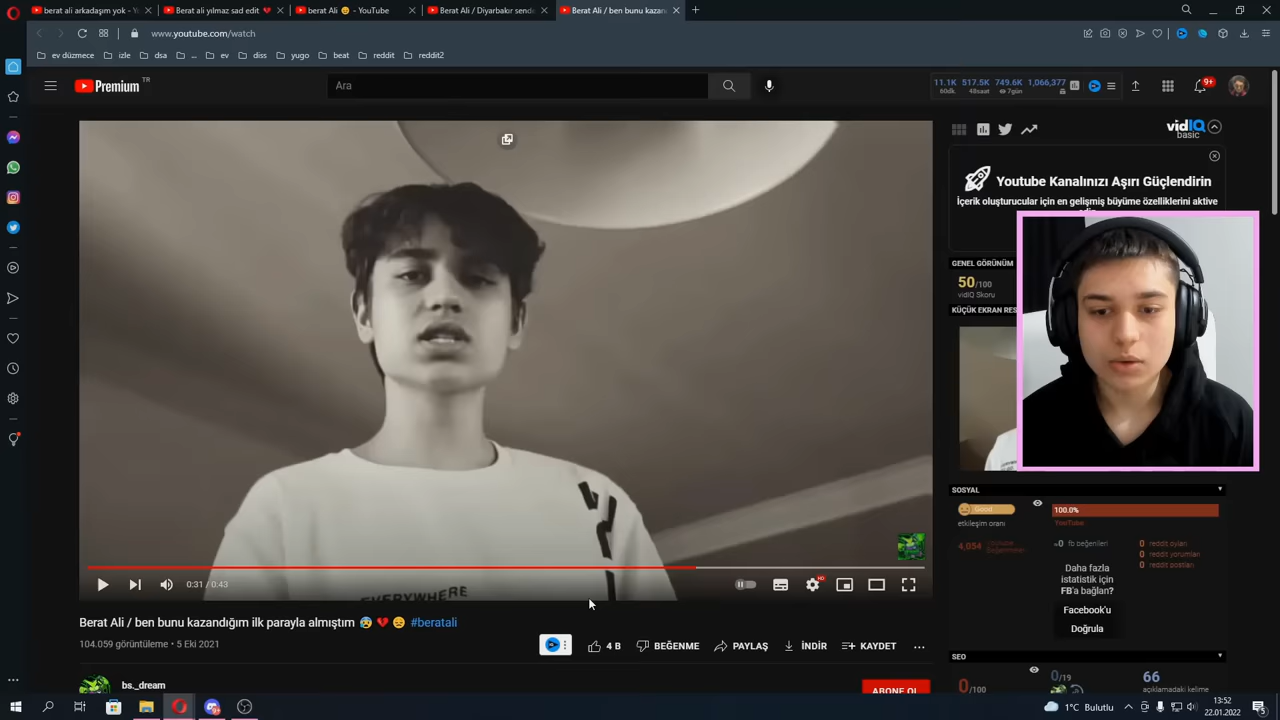 berat ali arkadaşım yok - Y
Berat ali yılmaz sad edit
berat Ali 😐 - YouTube
Berat Ali / Diyarbakır send
Berat Ali / ben bunu kazan
www.youtube.com/watch
ev düzmece
izle
dsa
..
ev
diss
yugo
beat
reddit
reddit2
Premium TR
Ara
11.1K 517.5K 749.6K 1,066,377
60dk. 48saat 7gün
9+
vidIQ
basic
Youtube Kanalınızı Aşırı Güçlendirin
İçerik oluşturucular için en gelişmiş büyüme özelliklerini aktive
GENEL GÖRÜNÜM
50/100
vidIQ Skoru
KÜÇÜK EKRAN RES
SOSYAL
Good
etkileşim oranı
100.0%
YouTube
4,054
0 fb beğenileri
0 reddit oyları
0 reddit yorumları
0 reddit postları
Daha fazla
istatistik için
FB'a bağlan?
Facebook'u
Doğrula
SEO
0/100
0/19
66
açıklamadaki kelime
EVERYWHERE
0:31 / 0:43
HD
Berat Ali / ben bunu kazandığım ilk parayla almıştım 😰 💔 😣 #beratali
104.059 görüntüleme • 5 Eki 2021
4 B
BEĞENME
PAYLAŞ
İNDİR
KAYDET
...
bs._dream
ABONE OL
1°C Bulutlu
13:52
22.01.2022